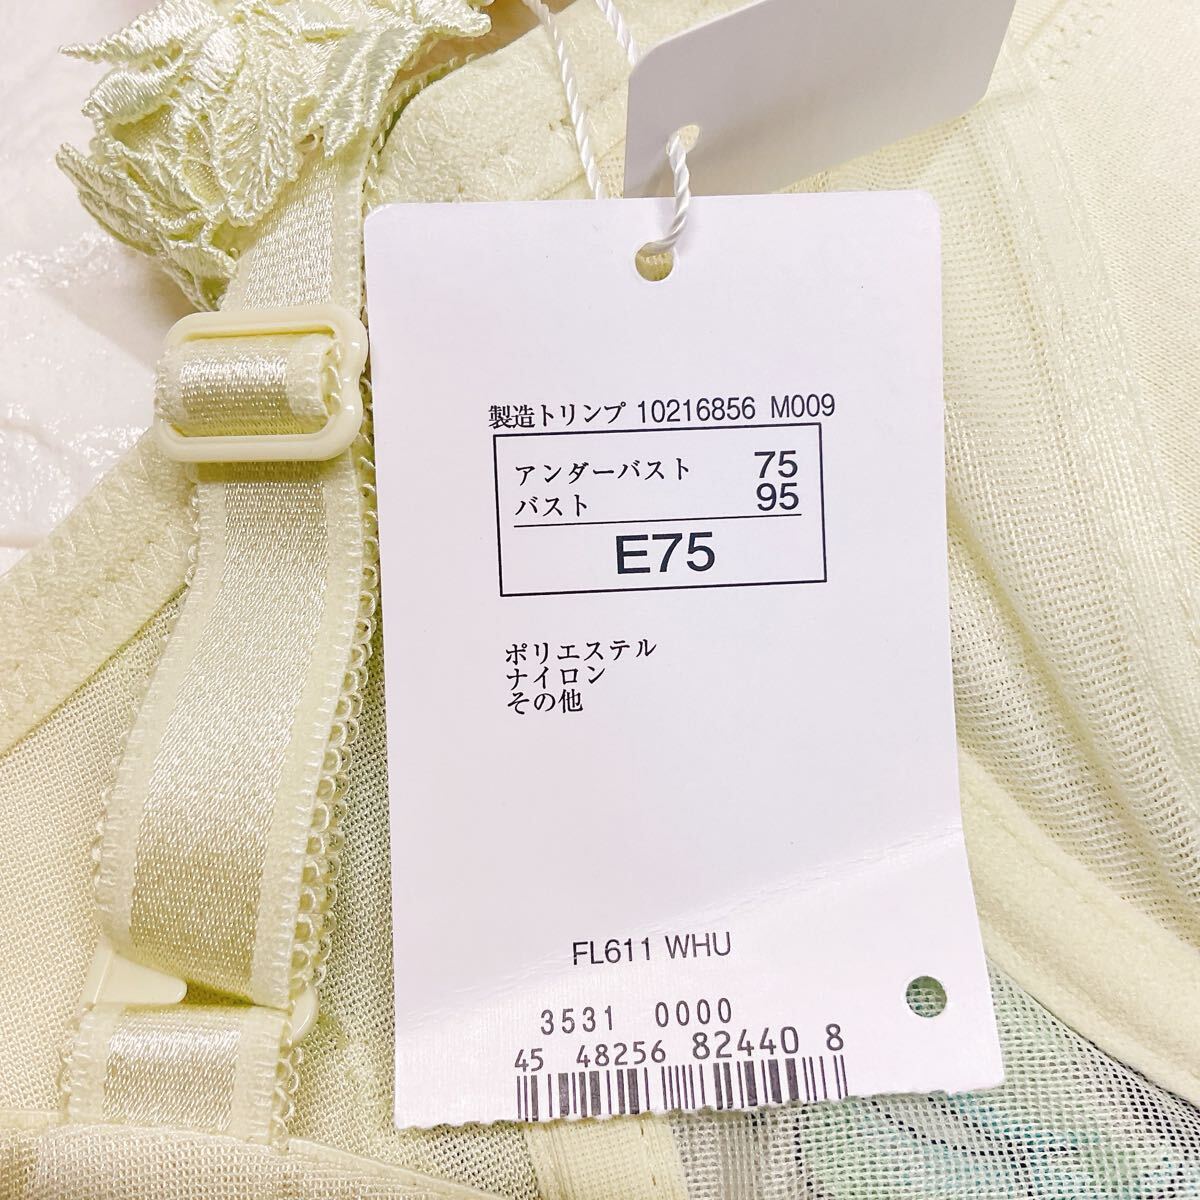 製造トリンプ 10216856 M009
アンダーバスト 75
バスト 95
E75
ポリエステル
ナイロン
その他
FL611 WHU
3531 0000
45 48256 82440 8